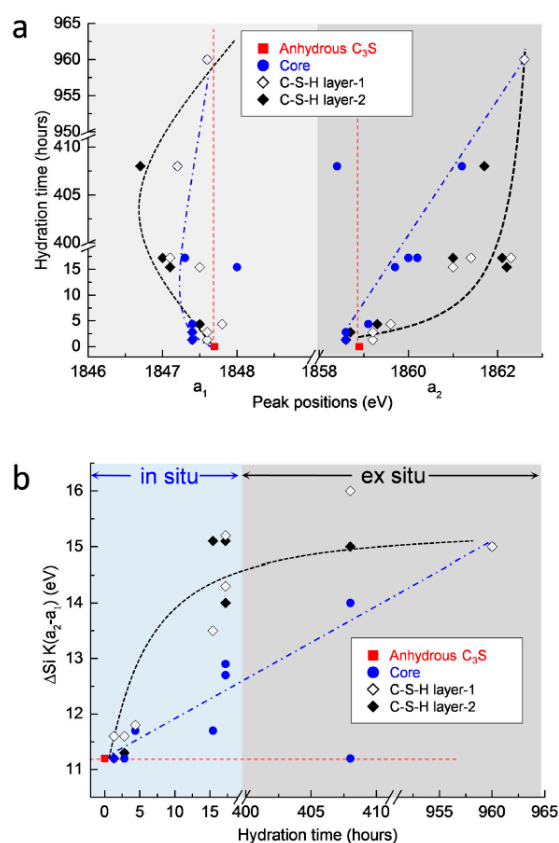 a
965
960
955
950
410
405
400
15
10
5
0
Hydration time (hours)
Anhydrous C₃S
Core
C-S-H layer-1
C-S-H layer-2
1846 1847 1848 1858 1860 1862
a₁ a₂
Peak positions (eV)
b
in situ ex situ
16
15
14
13
12
11
ΔSi K(a₂-a₁) (eV)
Anhydrous C₃S
Core
C-S-H layer-1
C-S-H layer-2
0 5 10 15 400 405 410 955 960 965
Hydration time (hours)